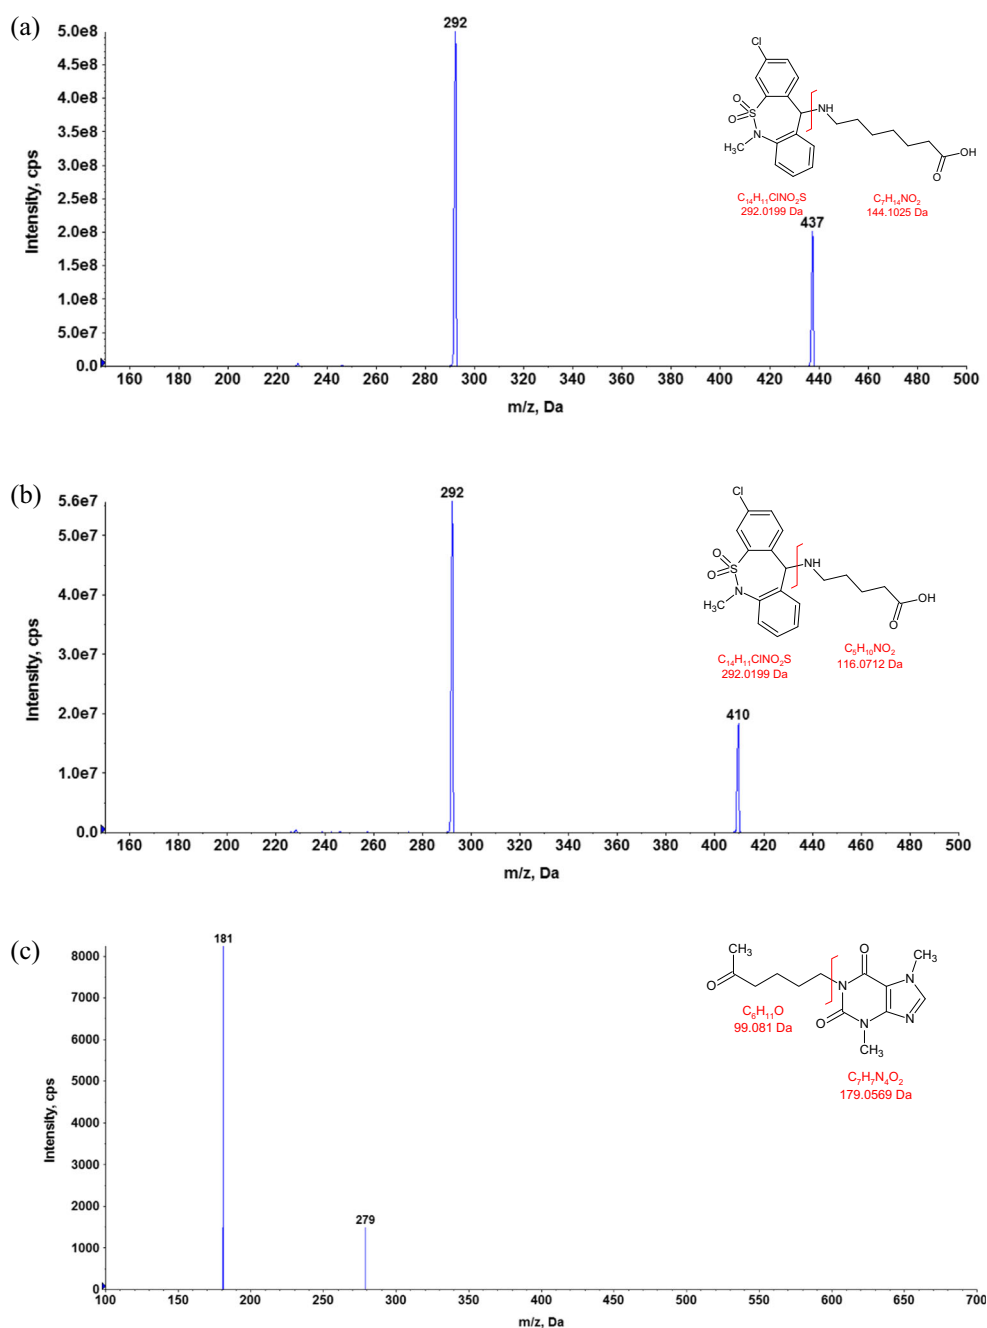 (a)
292
5.0e8
4.5e8
4.0e8
3.5e8
3.0e8
2.5e8
2.0e8
1.5e8
1.0e8
5.0e7
0.0
Intensity, cps
437
160 180 200 220 240 260 280 300 320 340 360 380 400 420 440 460 480 500
m/z, Da
Cl
O
O
S
N
H₃C
NH
O
OH
C₁₄H₁₁ClNO₂S
292.0199 Da
C₇H₁₄NO₂
144.1025 Da
(b)
292
5.6e7
5.0e7
4.0e7
3.0e7
2.0e7
1.0e7
0.0
Intensity, cps
410
160 180 200 220 240 260 280 300 320 340 360 380 400 420 440 460 480 500
m/z, Da
Cl
O
O
S
N
H₃C
NH
O
OH
C₁₄H₁₁ClNO₂S
292.0199 Da
C₅H₁₀NO₂
116.0712 Da
(c)
181
8000
7000
6000
5000
4000
3000
2000
1000
0
Intensity, cps
279
100 150 200 250 300 350 400 450 500 550 600 650 700
m/z, Da
CH₃
O
O
CH₃
N
N
O
N
N
CH₃
C₆H₁₁O
99.081 Da
C₇H₇N₄O₂
179.0569 Da